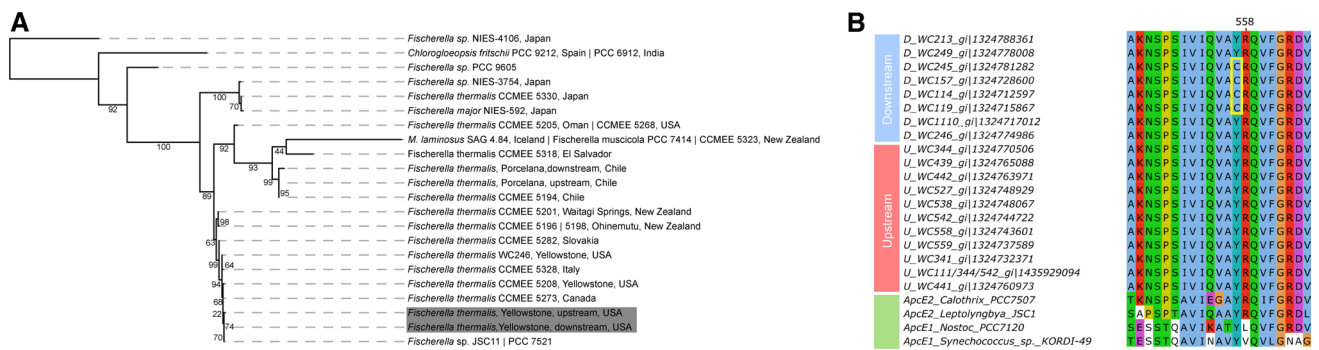 A
Fischerella sp. NIES-4106, Japan
Chlorogloeopsis fritschii PCC 9212, Spain | PCC 6912, India
Fischerella sp. PCC 9605
92
Fischerella sp. NIES-3754, Japan
100
Fischerella thermalis CCMEE 5330, Japan
70
Fischerella major NIES-592, Japan
Fischerella thermalis CCMEE 5205, Oman | CCMEE 5268, USA
M. laminosus SAG 4.84, Iceland | Fischerella muscicola PCC 7414 | CCMEE 5323, New Zealand
100
92
44
Fischerella thermalis CCMEE 5318, El Salvador
93
Fischerella thermalis, Porcelana,downstream, Chile
99
Fischerella thermalis, Porcelana, upstream, Chile
95
89
Fischerella thermalis CCMEE 5194, Chile
Fischerella thermalis CCMEE 5201, Waitagi Springs, New Zealand
98
Fischerella thermalis CCMEE 5196 | 5198, Ohinemutu, New Zealand
63
Fischerella thermalis CCMEE 5282, Slovakia
Fischerella thermalis WC246, Yellowstone, USA
99
64
Fischerella thermalis CCMEE 5328, Italy
94
Fischerella thermalis CCMEE 5208, Yellowstone, USA
68
Fischerella thermalis CCMEE 5273, Canada
22
Fischerella thermalis, Yellowstone, upstream, USA
74
Fischerella thermalis,Yellowstone, downstream, USA
70
Fischerella sp. JSC11 | PCC 7521
B
558
Downstream
D_WC213_gi|1324788361 AKNSPSIVIQVAYRQVFGRDV
D_WC249_gi|1324778008 AKNSPSIVIQVAYRQVFGRDV
D_WC245_gi|1324781282 AKNSPSIVIQVACRQVFGRDV
D_WC157_gi|1324728600 AKNSPSIVIQVACRQVFGRDV
D_WC114_gi|1324712597 AKNSPSIVIQVACRQVFGRDV
D_WC119_gi|1324715867 AKNSPSIVIQVACRQVFGRDV
D_WC1110_gi|1324717012 AKNSPSIVIQVAYRQVFGRDV
D_WC246_gi|1324774986 AKNSPSIVIQVAYRQVFGRDV
Upstream
U_WC344_gi|1324770506 AKNSPSIVIQVAYRQVFGRDV
U_WC439_gi|1324765088 AKNSPSIVIQVAYRQVFGRDV
U_WC442_gi|1324763971 AKNSPSIVIQVAYRQVFGRDV
U_WC527_gi|1324748929 AKNSPSIVIQVAYRQVFGRDV
U_WC538_gi|1324748067 AKNSPSIVIQVAYRQVFGRDV
U_WC542_gi|1324744722 AKNSPSIVIQVAYRQVFGRDV
U_WC558_gi|1324743601 AKNSPSIVIQVAYRQVFGRDV
U_WC559_gi|1324737589 AKNSPSIVIQVAYRQVFGRDV
U_WC341_gi|1324732371 AKNSPSIVIQVAYRQVFGRDV
U_WC111/344/542_gi|1435929094 AKNSPSIVIQVAYRQVFGRDV
U_WC441_gi|1324760973 AKNSPSIVIQVAYRQVFGRDV
ApcE2_Calothrix_PCC7507
ApcE2_Leptolyngbya_JSC1 SAPSPTQVIQAAYRQVFGRDL
ApcE1_Nostoc_PCC7120 SESSTQAVIKATYLQVFGRDV
ApcE1_Synechococcus_sp._KORDI-49 TESSTQAVINAVYVQVLGNAG